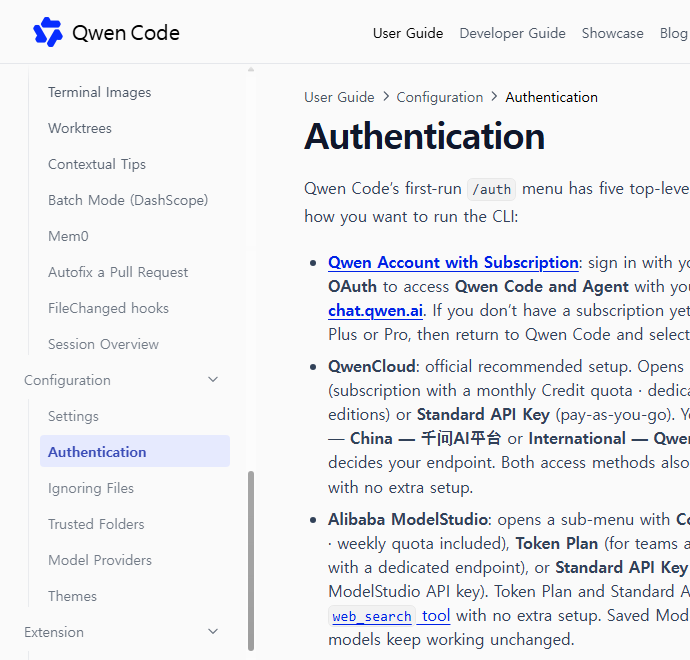 Qwen Code
User Guide Developer Guide Showcase Blog
Terminal Images
Worktrees
Contextual Tips
Batch Mode (DashScope)
Mem0
Autofix a Pull Request
FileChanged hooks
Session Overview
Configuration
Settings
Authentication
Ignoring Files
Trusted Folders
Model Providers
Themes
Extension
User Guide > Configuration > Authentication
Authentication
Qwen Code's first-run /auth menu has five top-leve
how you want to run the CLI:
• Qwen Account with Subscription: sign in with yo
OAuth to access Qwen Code and Agent with you
chat.qwen.ai. If you don't have a subscription yet
Plus or Pro, then return to Qwen Code and select
• QwenCloud: official recommended setup. Opens
(subscription with a monthly Credit quota · dedica
editions) or Standard API Key (pay-as-you-go). Yo
— China — 千问AI平台 or International — Qwen
decides your endpoint. Both access methods also
with no extra setup.
• Alibaba ModelStudio: opens a sub-menu with Co
· weekly quota included), Token Plan (for teams a
with a dedicated endpoint), or Standard API Key
ModelStudio API key). Token Plan and Standard A
web_search tool with no extra setup. Saved Mod
models keep working unchanged.